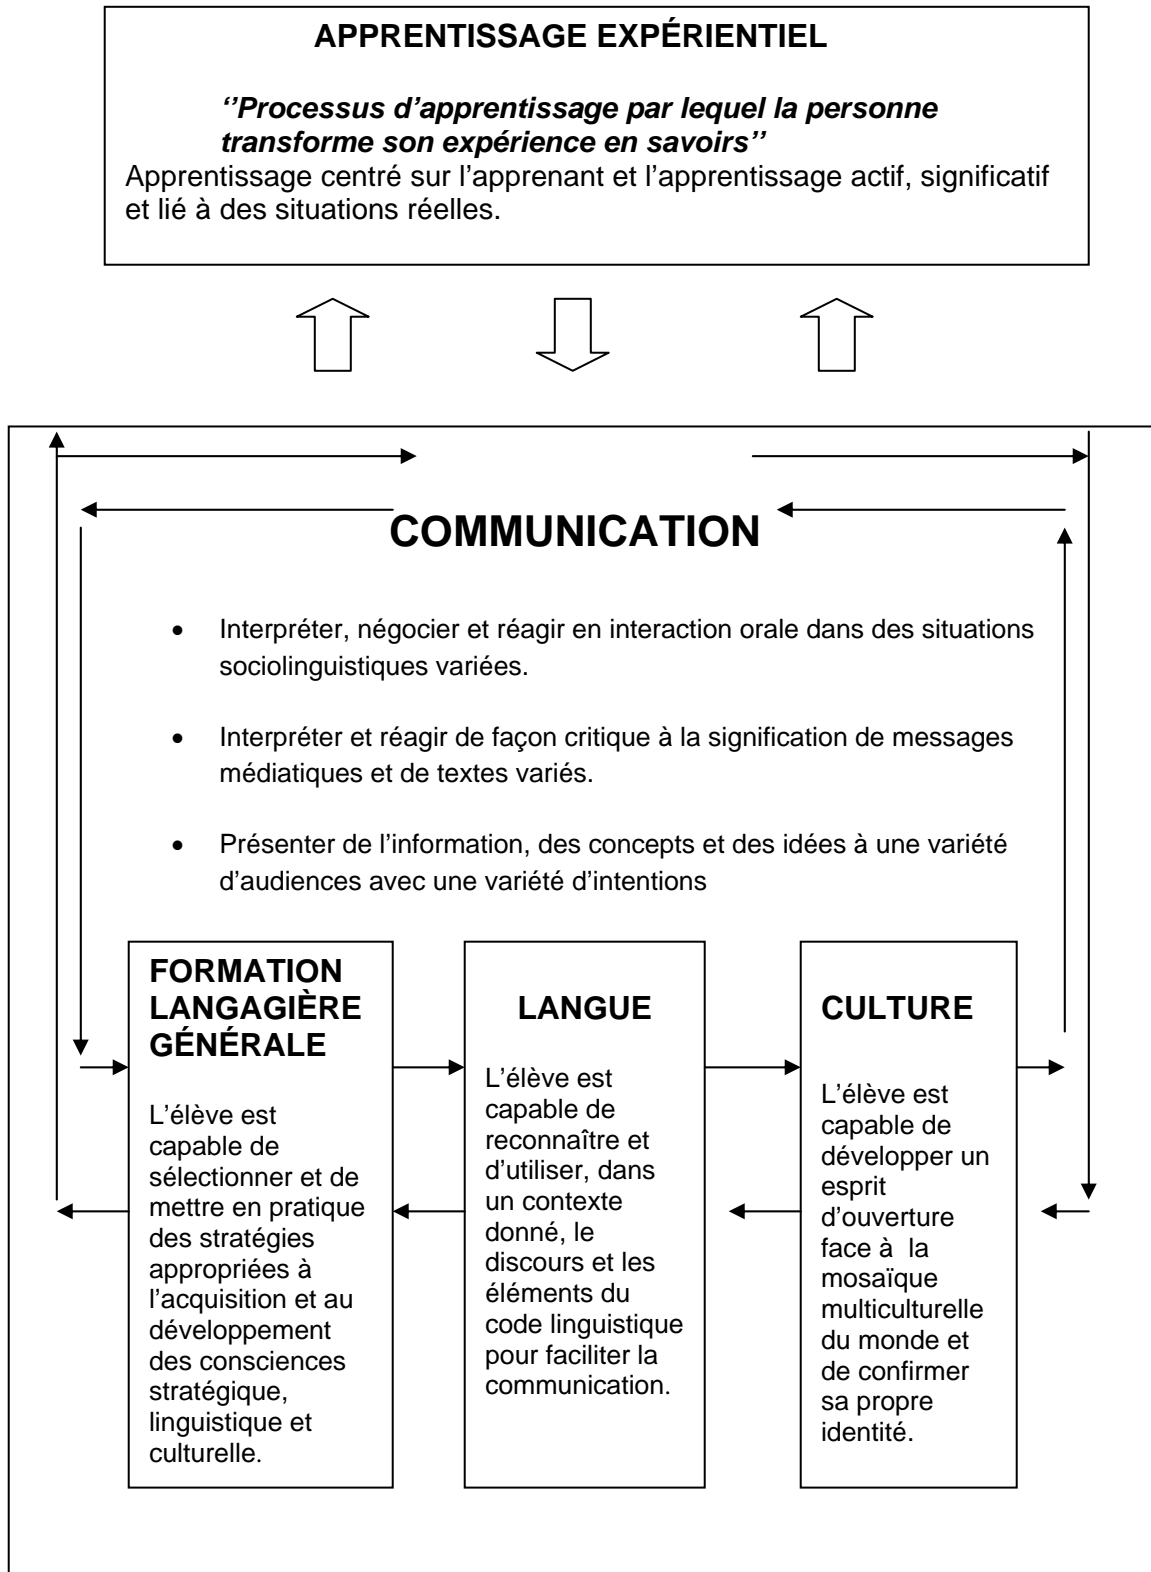 APPRENTISSAGE EXPÉRIENTIEL
‘’Processus d’apprentissage par lequel la personne
transforme son expérience en savoirs’’
Apprentissage centré sur l’apprenant et l’apprentissage actif, significatif
et lié à des situations réelles.
COMMUNICATION
• Interpréter, négocier et réagir en interaction orale dans des situations
sociolinguistiques variées.
• Interpréter et réagir de façon critique à la signification de messages
médiatiques et de textes variés.
• Présenter de l’information, des concepts et des idées à une variété
d’audiences avec une variété d’intentions
FORMATION
LANGAGIÈRE
GÉNÉRALE
L’élève est
capable de
sélectionner et de
mettre en pratique
des stratégies
appropriées à
l’acquisition et au
développement
des consciences
stratégique,
linguistique et
culturelle.
LANGUE
L’élève est
capable de
reconnaître et
d’utiliser, dans
un contexte
donné, le
discours et les
éléments du
code linguistique
pour faciliter la
communication.
CULTURE
L’élève est
capable de
développer un
esprit
d’ouverture
face à  la
mosaïque
multiculturelle
du monde et
de confirmer
sa propre
identité.